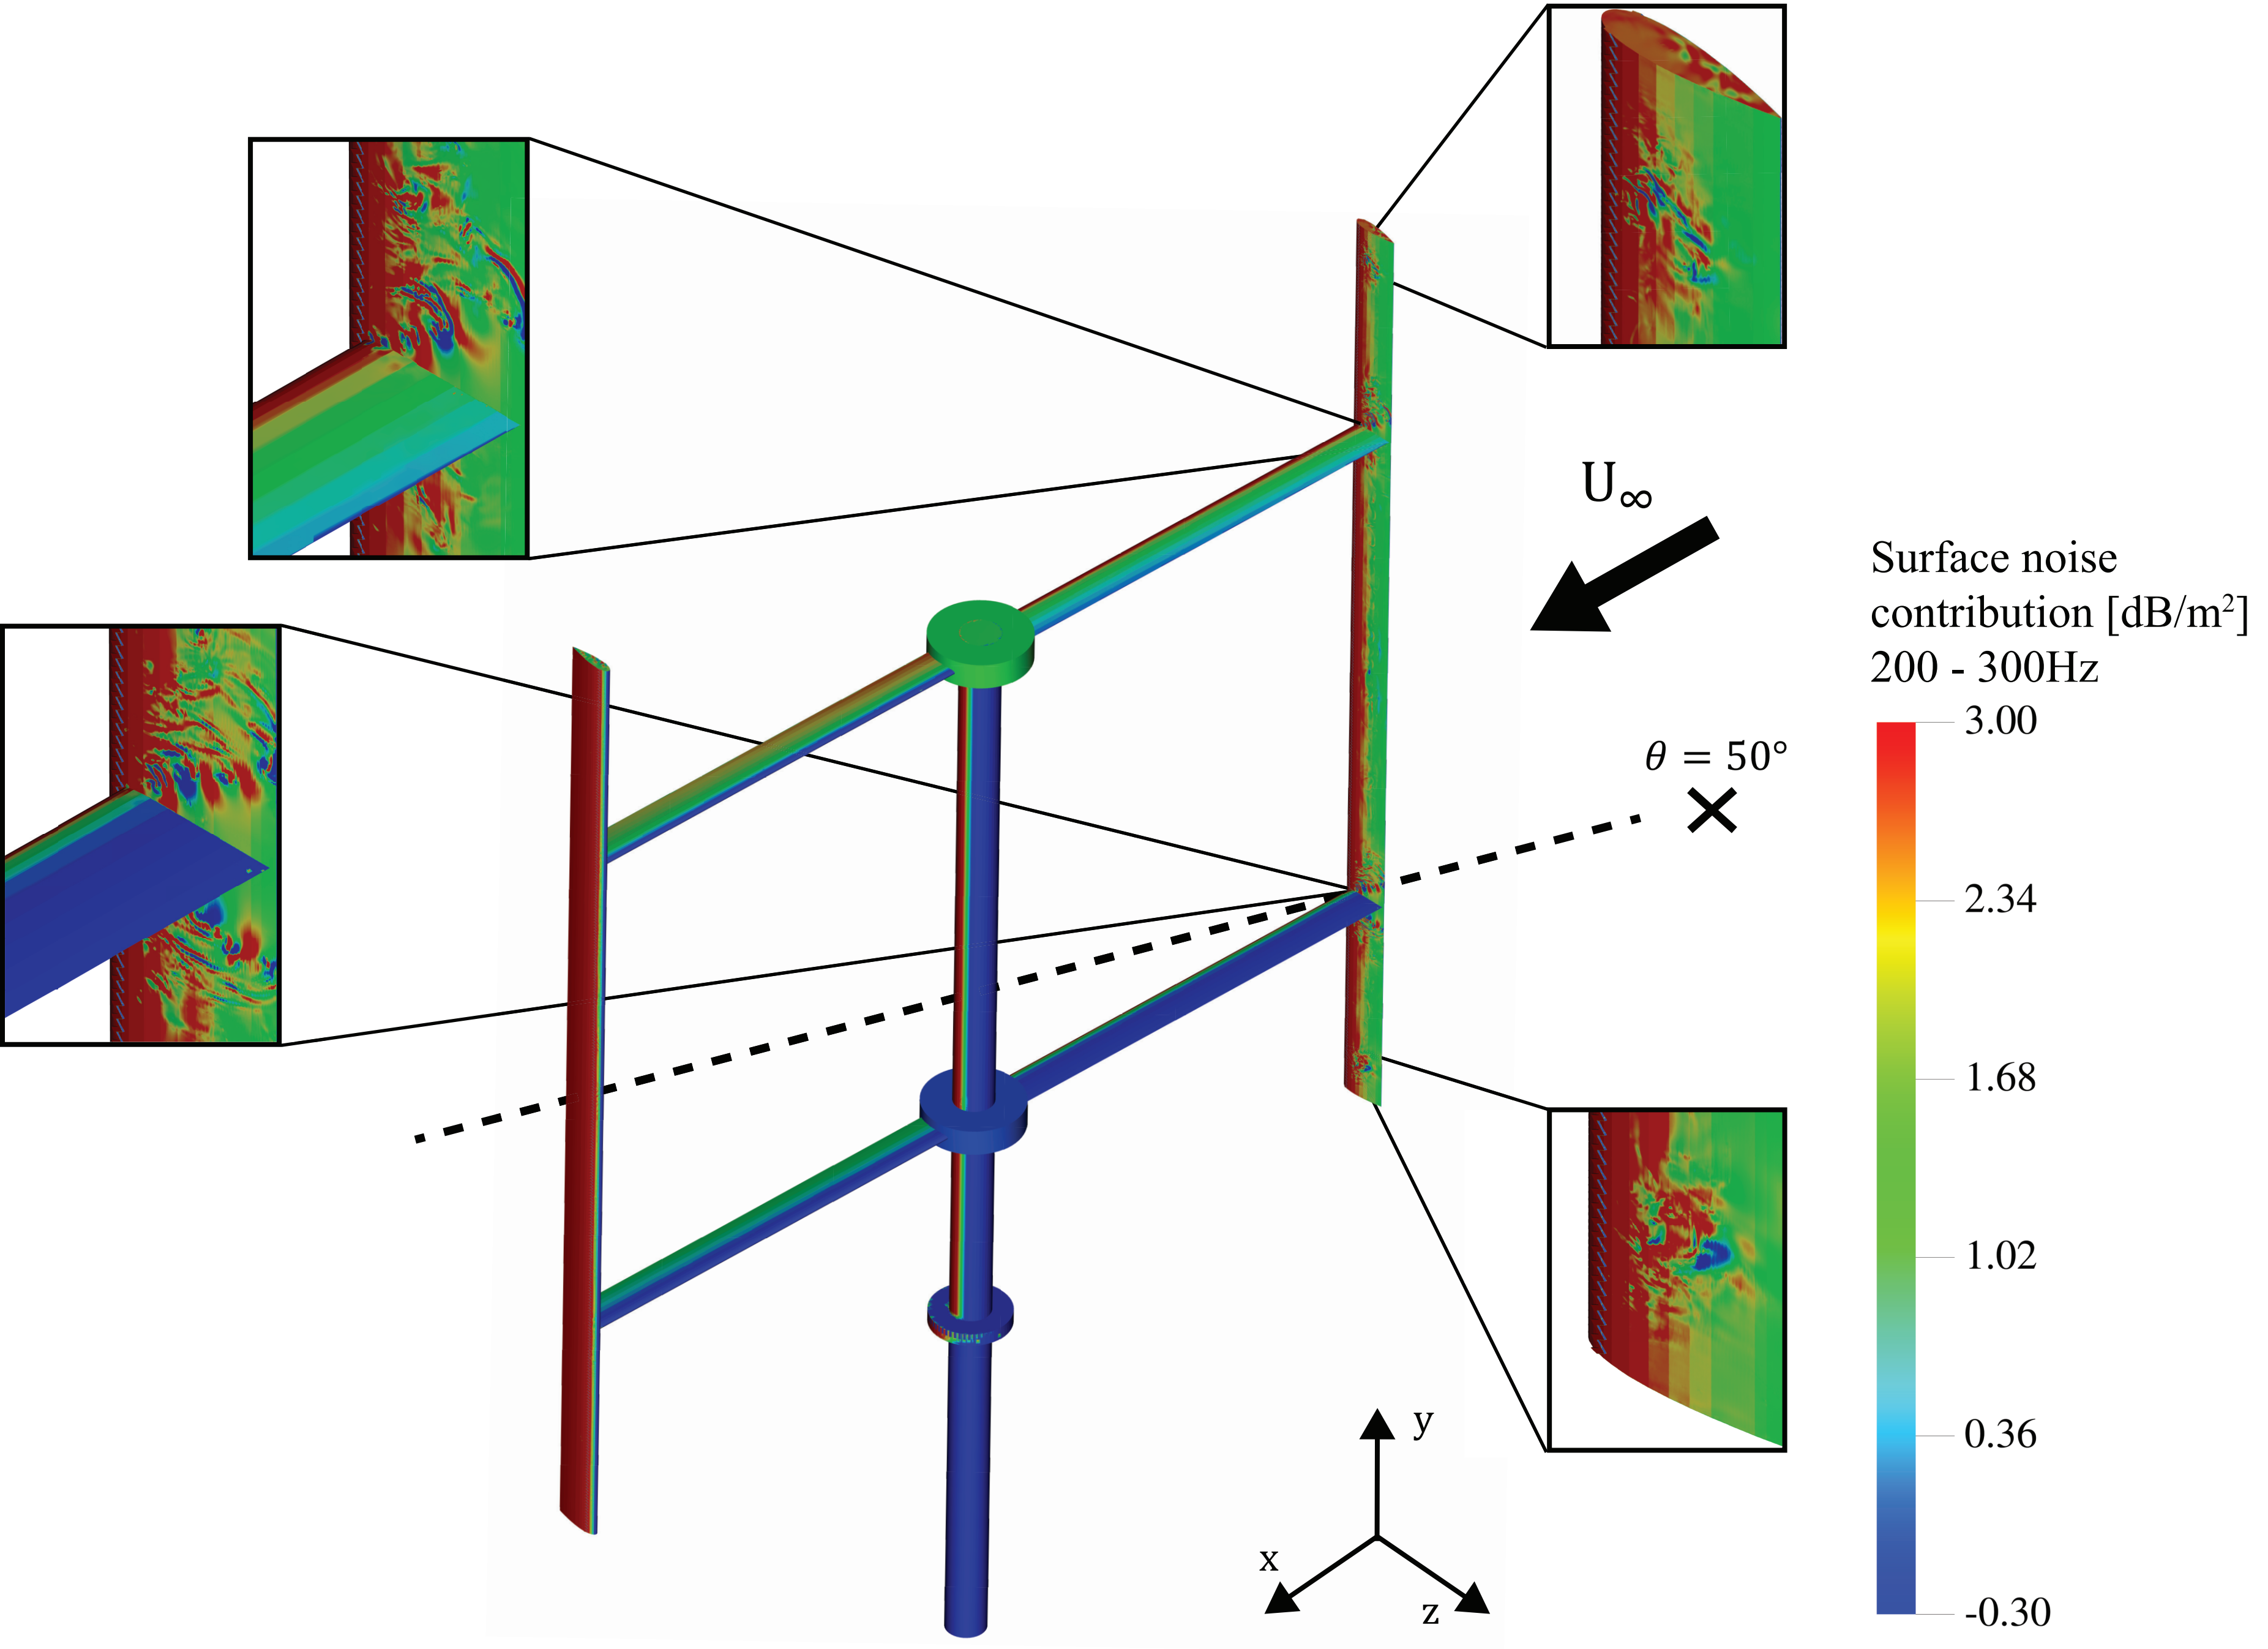 U∞
Surface noise
contribution [dB/m²]
200 - 300Hz
3.00
θ = 50°
2.34
1.68
1.02
0.36
-0.30
y
x
z